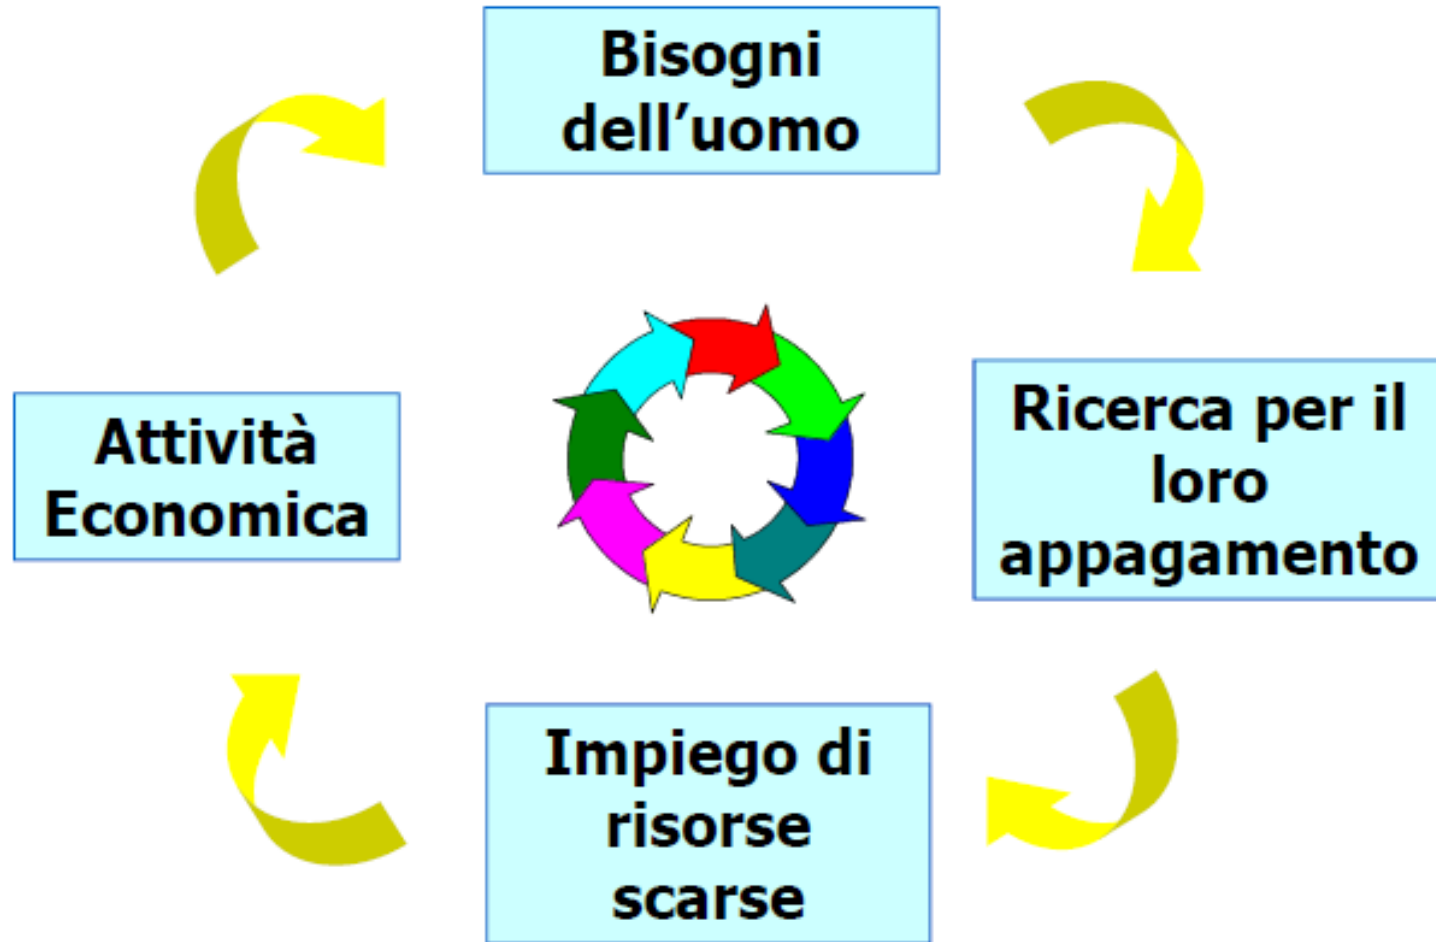 Bisogni
dell’uomo
Ricerca per il
loro
appagamento
Impiego di
risorse
scarse
Attività
Economica